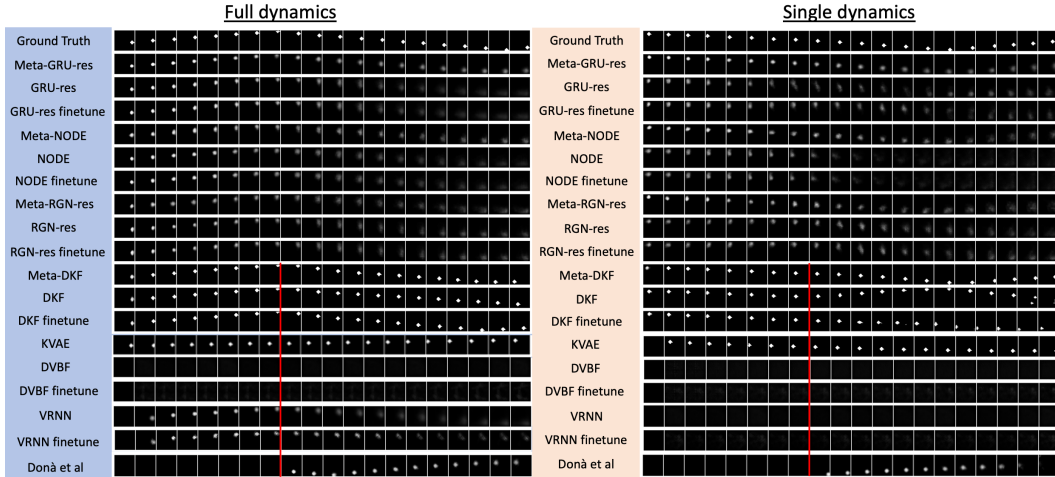 Full dynamics
Ground Truth
Meta-GRU-res
GRU-res
GRU-res finetune
Meta-NODE
NODE
NODE finetune
Meta-RGN-res
RGN-res
RGN-res finetune
Meta-DKF
DKF
DKF finetune
KVAE
DVBF
DVBF finetune
VRNN
VRNN finetune
Donà et al
Single dynamics
Ground Truth
Meta-GRU-res
GRU-res
GRU-res finetune
Meta-NODE
NODE
NODE finetune
Meta-RGN-res
RGN-res
RGN-res finetune
Meta-DKF
DKF
DKF finetune
KVAE
DVBF
DVBF finetune
VRNN
VRNN finetune
Donà et al